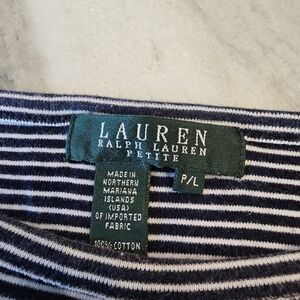 LAUREN
RALPH LAUREN
PETITE
P/L
MADE IN
NORTHERN
MARIANA
ISLANDS
(USA)
OF IMPORTED
FABRIC
100% COTTON